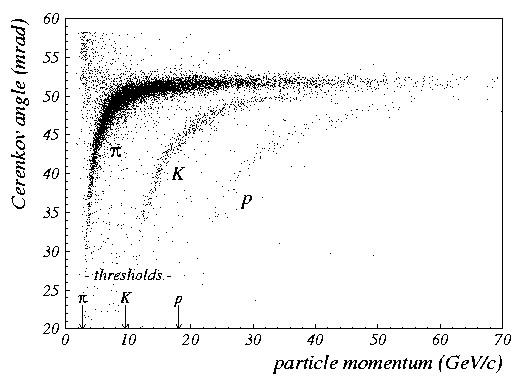 Cerenkov angle (mrad)
60
55
50
45
40
35
30
25
20
π
K
p
- thresholds -
π K p
0 10 20 30 40 50 60 70
particle momentum (GeV/c)